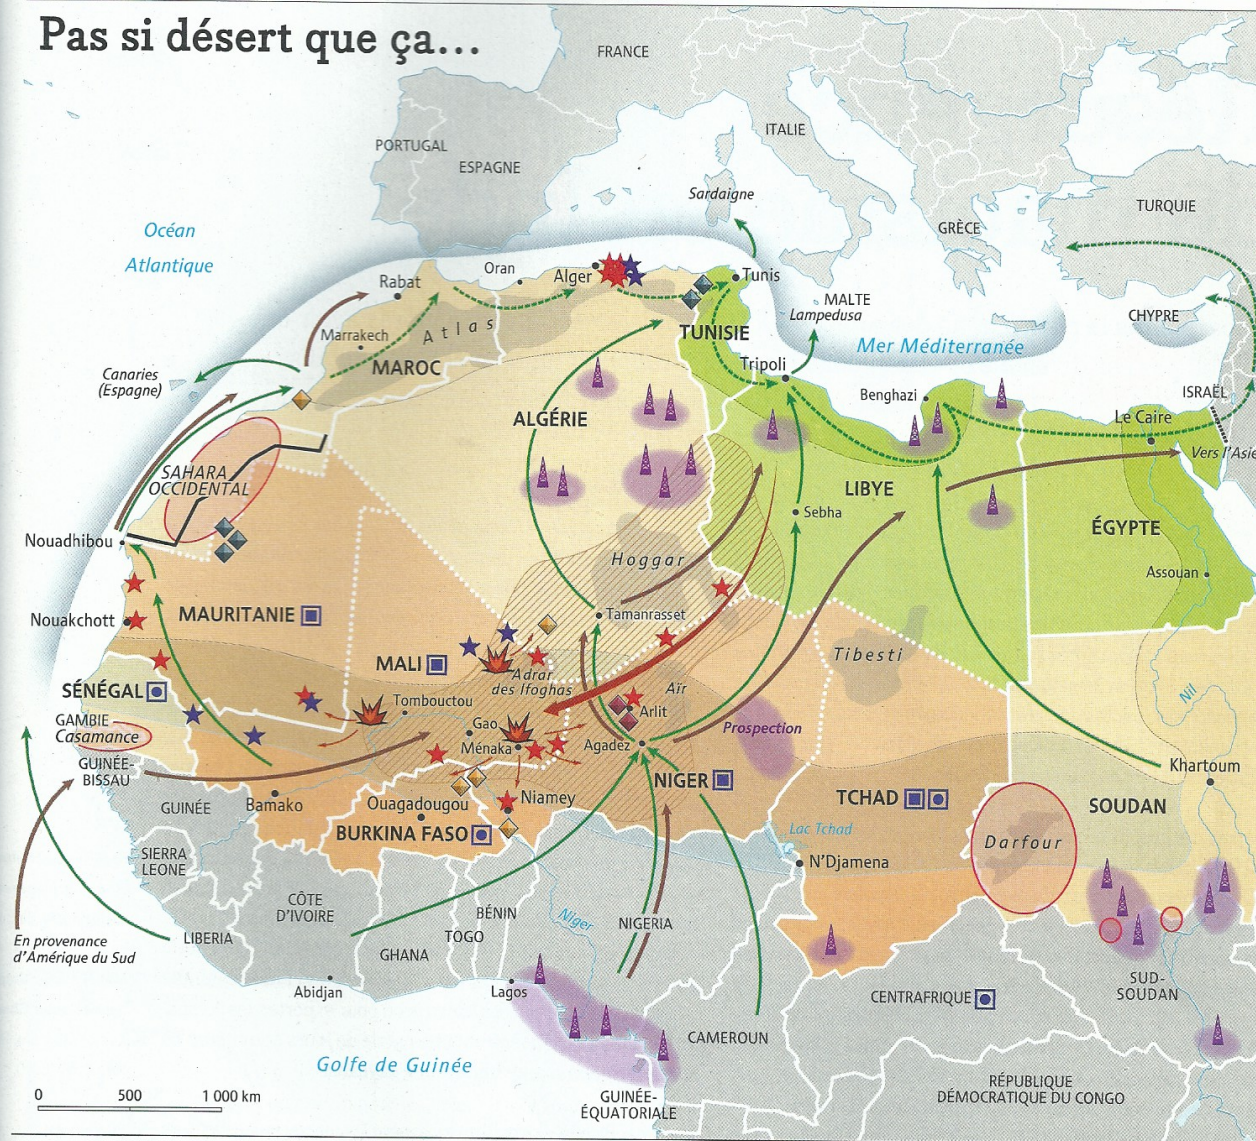 Pas si désert que ça...
FRANCE
ITALIE
PORTUGAL
ESPAGNE
Sardaigne
TURQUIE
GRÈCE
Océan
Atlantique
Oran
Alger
Tunis
Rabat
MALTE
Lampedusa
CHYPRE
Marrakech
Atlas
TUNISIE
Mer Méditerranée
MAROC
Tripoli
Canaries
(Espagne)
Benghazi
ISRAËL
Le Caire
ALGÉRIE
Vers l'Asie
SAHARA
OCCIDENTAL
LIBYE
Sebha
ÉGYPTE
Nouadhibou
Hoggar
Assouan
Nouakchott
MAURITANIE
Tamanrasset
MALI
Adrar
des Ifoghas
Tibesti
SÉNÉGAL
Aïr
Nil
Tombouctou
Arlit
GAMBIE
Casamance
Gao
Ménaka
Agadez
Prospection
GUINÉE-
BISSAU
NIGER
Khartoum
GUINÉE
Bamako
Ouagadougou
Niamey
TCHAD
SOUDAN
BURKINA FASO
Lac Tchad
Darfour
SIERRA
LEONE
N'Djamena
CÔTE
D'IVOIRE
BÉNIN
Niger
NIGERIA
LIBERIA
TOGO
GHANA
En provenance
d'Amérique du Sud
Abidjan
Lagos
SUD-
SOUDAN
CENTRAFRIQUE
CAMEROUN
Golfe de Guinée
RÉPUBLIQUE
DÉMOCRATIQUE DU CONGO
0 500 1 000 km
GUINÉE-
ÉQUATORIALE